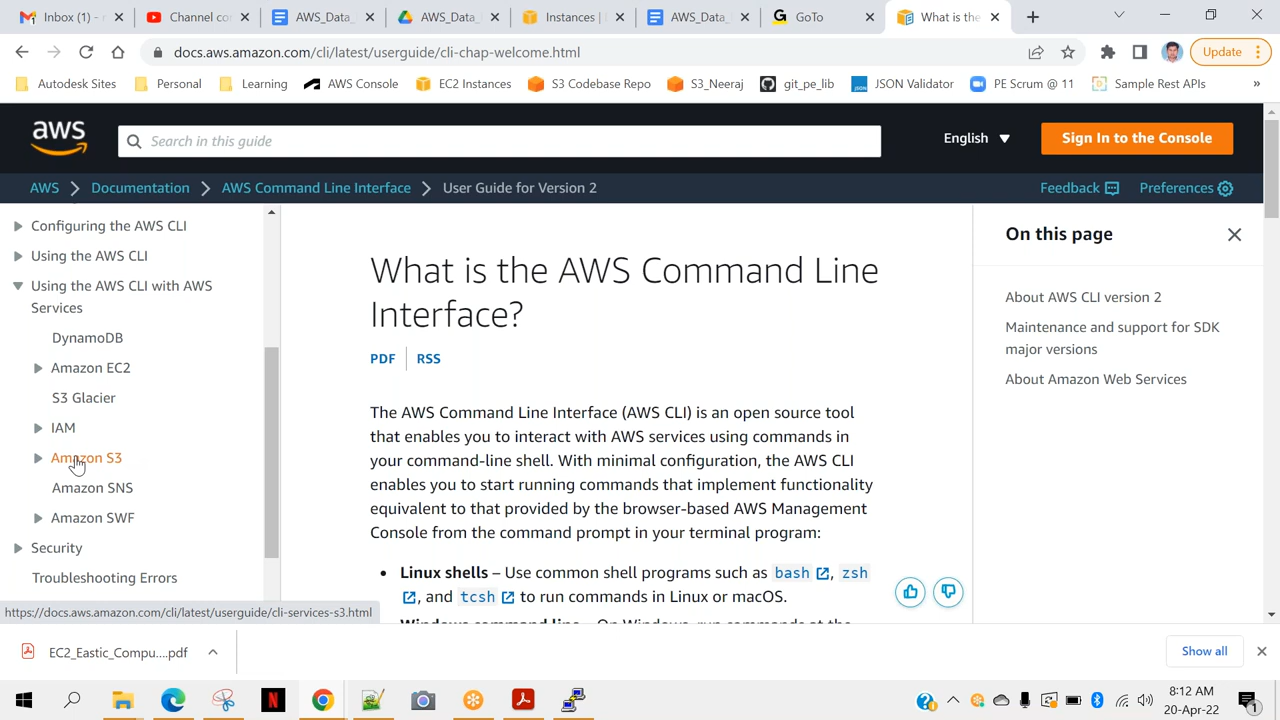 Inbox (1) -
Channel co
AWS_Data_
AWS_Data_
Instances |
AWS_Data_
GoTo
What is the
docs.aws.amazon.com/cli/latest/userguide/cli-chap-welcome.html
Update
Autodesk Sites
Personal
Learning
AWS Console
EC2 Instances
S3 Codebase Repo
S3_Neeraj
git_pe_lib
JSON Validator
PE Scrum @ 11
Sample Rest APIs
»
aws
Search in this guide
English
Sign In to the Console
AWS
Documentation
AWS Command Line Interface
User Guide for Version 2
Feedback
Preferences
Configuring the AWS CLI
Using the AWS CLI
Using the AWS CLI with AWS
Services
DynamoDB
Amazon EC2
S3 Glacier
IAM
Amazon S3
Amazon SNS
Amazon SWF
Security
Troubleshooting Errors
https://docs.aws.amazon.com/cli/latest/userguide/cli-services-s3.html
What is the AWS Command Line
Interface?
PDF
RSS
The AWS Command Line Interface (AWS CLI) is an open source tool
that enables you to interact with AWS services using commands in
your command-line shell. With minimal configuration, the AWS CLI
enables you to start running commands that implement functionality
equivalent to that provided by the browser-based AWS Management
Console from the command prompt in your terminal program:
• Linux shells – Use common shell programs such as bash, zsh
, and tcsh to run commands in Linux or macOS.
Windows command line – On Windows, run commands at the
On this page
About AWS CLI version 2
Maintenance and support for SDK
major versions
About Amazon Web Services
EC2_Eastic_Compu....pdf
Show all
8:12 AM
20-Apr-22
1